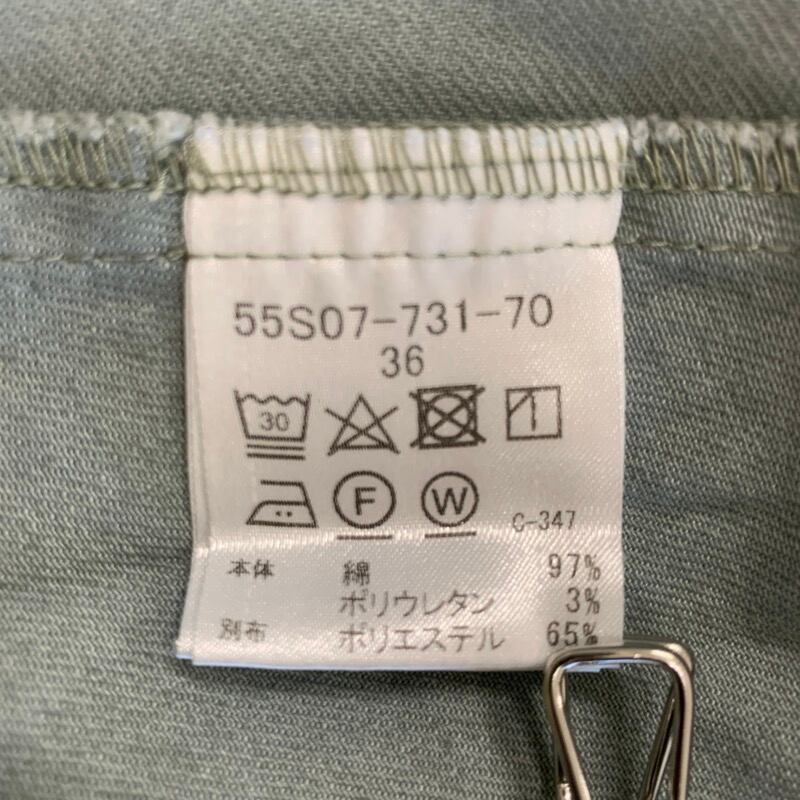 55S07-731-70
36
30
F W C-347
本体 綿 97%
ポリウレタン 3%
別布 ポリエステル 65%